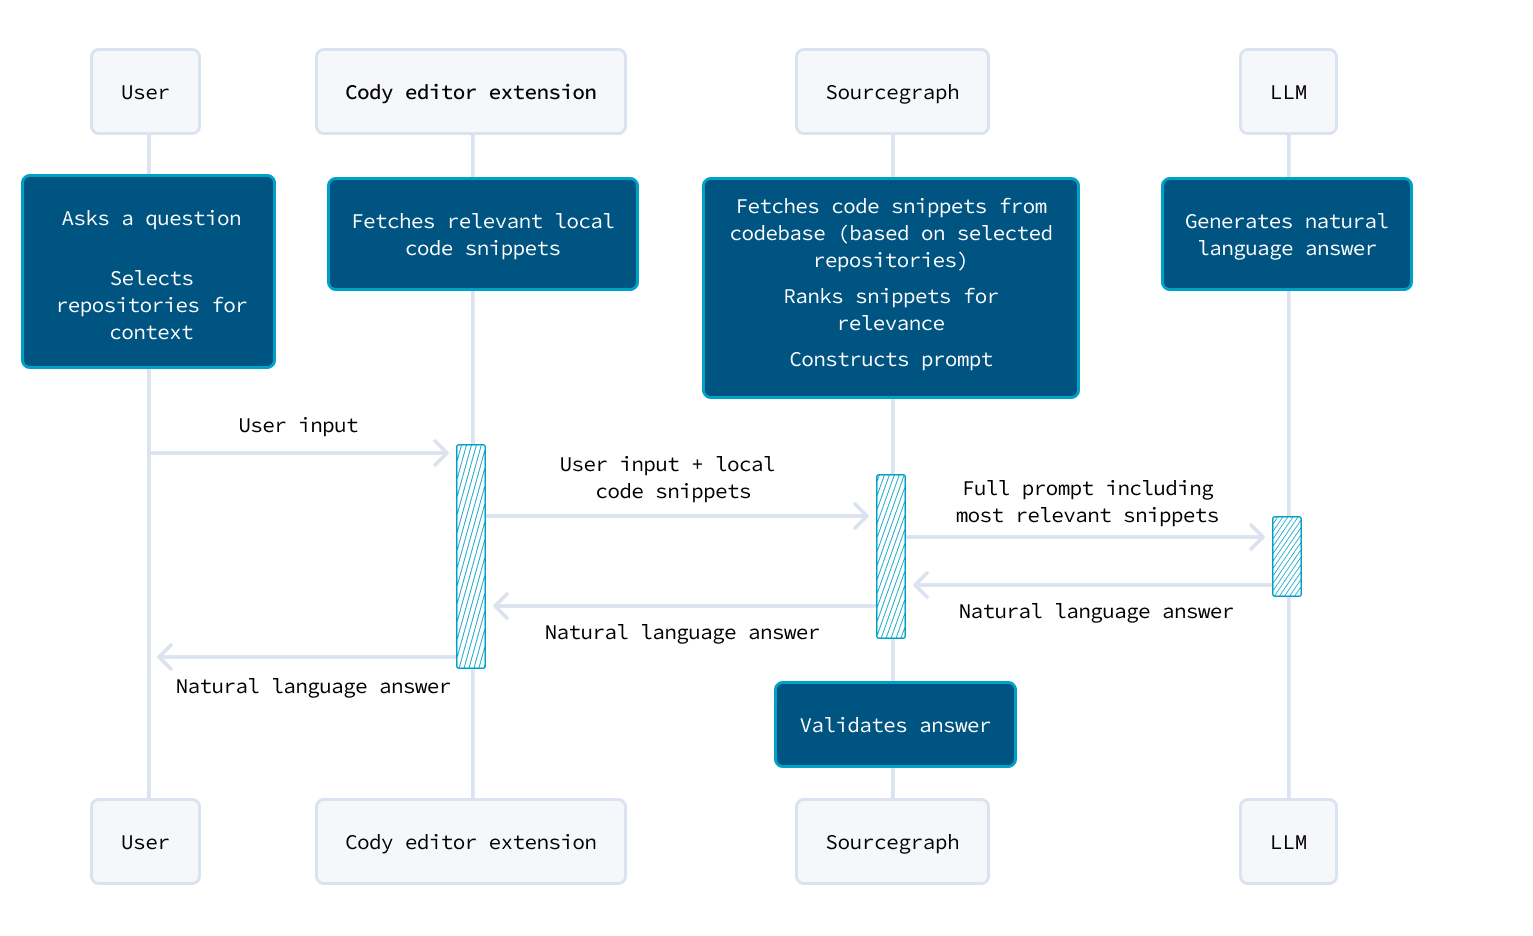 User
Cody editor extension
Sourcegraph
LLM
Asks a question
Selects
repositories for
context
Fetches relevant local
code snippets
Fetches code snippets from
codebase (based on selected
repositories)
Ranks snippets for
relevance
Constructs prompt
Generates natural
language answer
User input
User input + local
code snippets
Full prompt including
most relevant snippets
Natural language answer
Natural language answer
Natural language answer
Validates answer
User
Cody editor extension
Sourcegraph
LLM